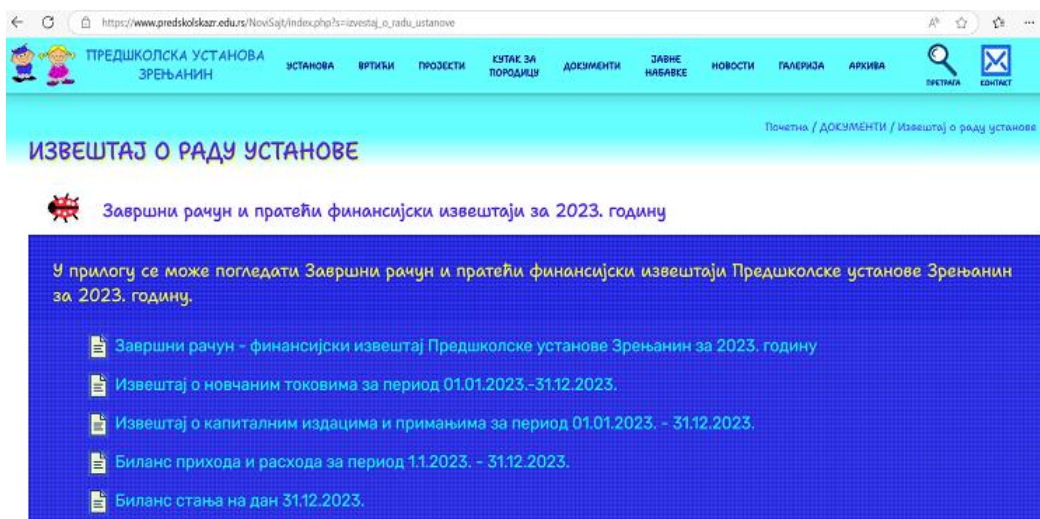 https://www.predskolskazr.edu.rs/NoviSajt/index.php?s=izvestaj_o_radu_ustanove
ПРЕДШКОЛСКА УСТАНОВА
ЗРЕЊАНИН
УСТАНОВА
ВРТИЋИ
ПРОЈЕКТИ
КУТАК ЗА
ПОРОДИЦУ
ДОКУМЕНТИ
ЈАВНЕ
НАБАВКЕ
НОВОСТИ
ГАЛЕРИЈА
АРХИВА
ПРЕТРАГА
КОНТАКТ
Почетна / ДОКУМЕНТИ / Извештај о раду установе
ИЗВЕШТАЈ О РАДУ УСТАНОВЕ
Завршни рачун и пратећи финансијски извештаји за 2023. годину
У прилогу се може погледати Завршни рачун и пратећи финансијски извештаји Предшколске установе Зрењанин
за 2023. годину.
Завршни рачун - финансијски извештај Предшколске установе Зрењанин за 2023. годину
Извештај о новчаним токовима за период 01.01.2023.-31.12.2023.
Извештај о капиталним издацима и примањима за период 01.01.2023. - 31.12.2023.
Биланс прихода и расхода за период 1.1.2023. - 31.12.2023.
Биланс стања на дан 31.12.2023.